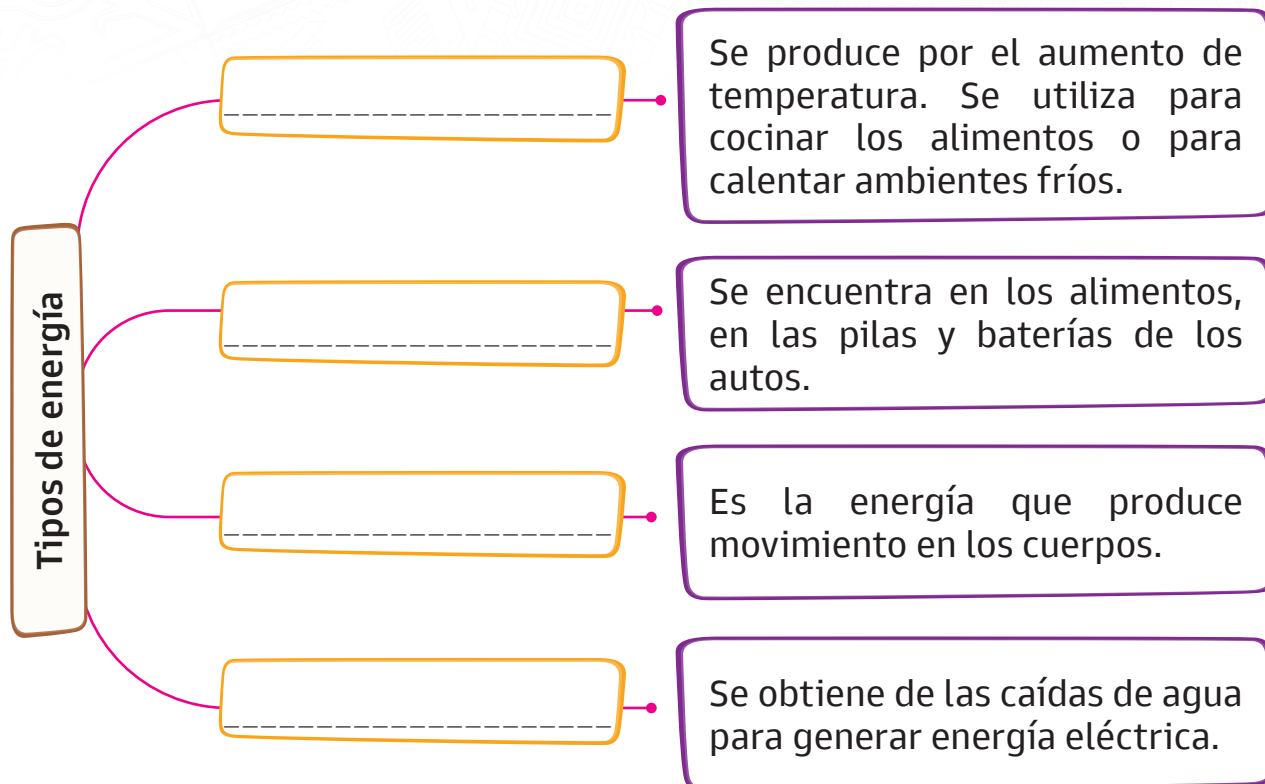 Tipos de energía
Se produce por el aumento de
temperatura. Se utiliza para
cocinar los alimentos o para
calentar ambientes fríos.
Se encuentra en los alimentos,
en las pilas y baterías de los
autos.
Es la energía que produce
movimiento en los cuerpos.
Se obtiene de las caídas de agua
para generar energía eléctrica.